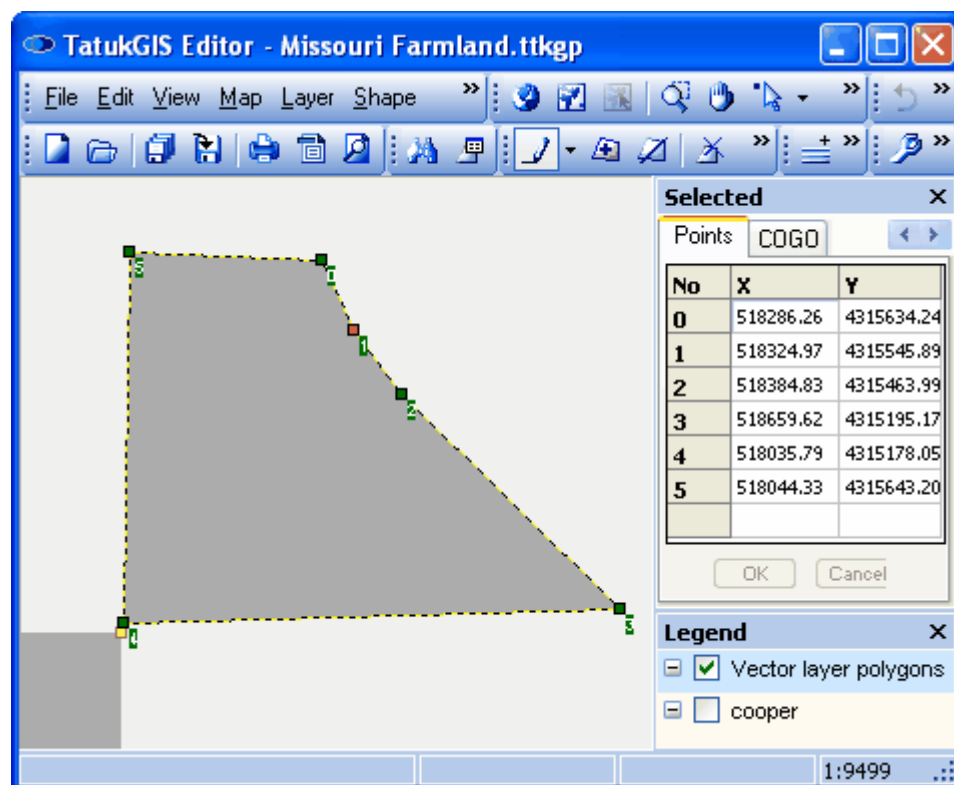 TatukGIS Editor - Missouri Farmland.ttkgp
File Edit View Map Layer Shape
Selected
Points COGO
No X Y
0 518286.26 4315634.24
1 518324.97 4315545.89
2 518384.83 4315463.99
3 518659.62 4315195.17
4 518035.79 4315178.05
5 518044.33 4315643.20
OK Cancel
Legend
Vector layer polygons
cooper
1:9499
1